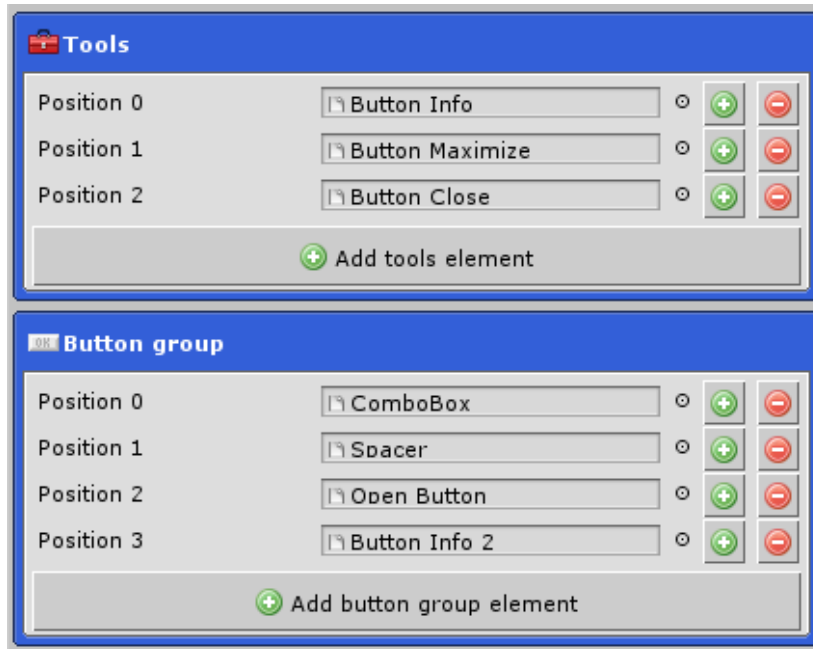 Tools
Position 0 Button Info
Position 1 Button Maximize
Position 2 Button Close
Add tools element
OK Button group
Position 0 ComboBox
Position 1 Spacer
Position 2 Open Button
Position 3 Button Info 2
Add button group element